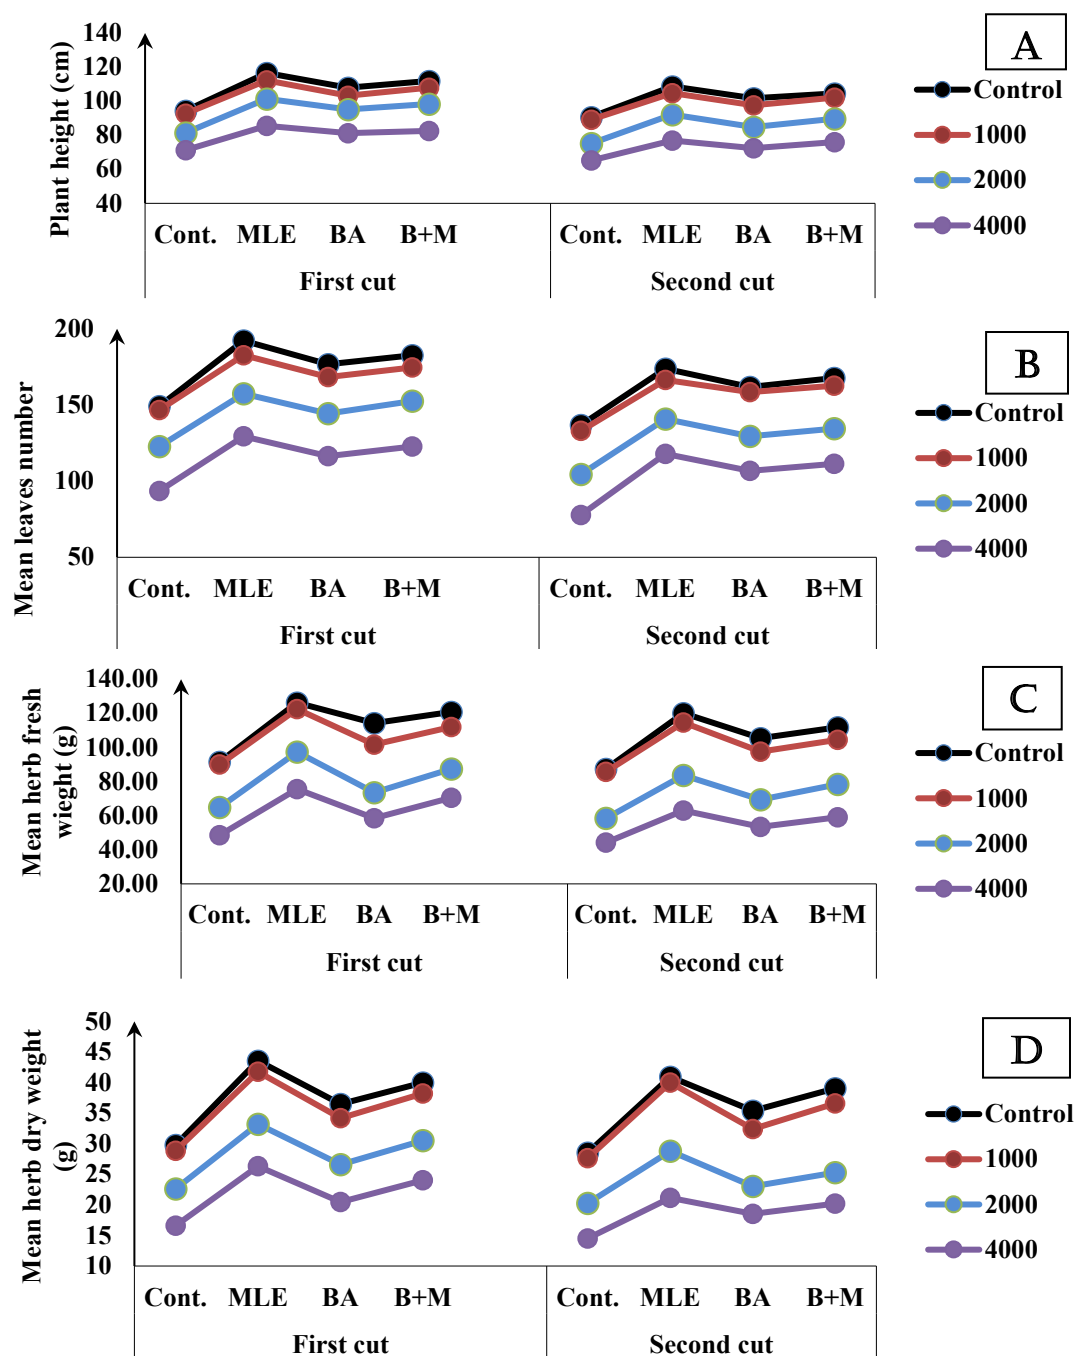 A
Plant height (cm)
140
120
100
80
60
40
Cont. MLE BA B+M Cont. MLE BA B+M
First cut Second cut
Control
1000
2000
4000
B
Mean leaves number
200
150
100
50
Cont. MLE BA B+M Cont. MLE BA B+M
First cut Second cut
Control
1000
2000
4000
C
Mean herb fresh
wieght (g)
140.00
120.00
100.00
80.00
60.00
40.00
20.00
Cont. MLE BA B+M Cont. MLE BA B+M
First cut Second cut
Control
1000
2000
4000
D
Mean herb dry weight
(g)
50
45
40
35
30
25
20
15
10
Cont. MLE BA B+M Cont. MLE BA B+M
First cut Second cut
Control
1000
2000
4000